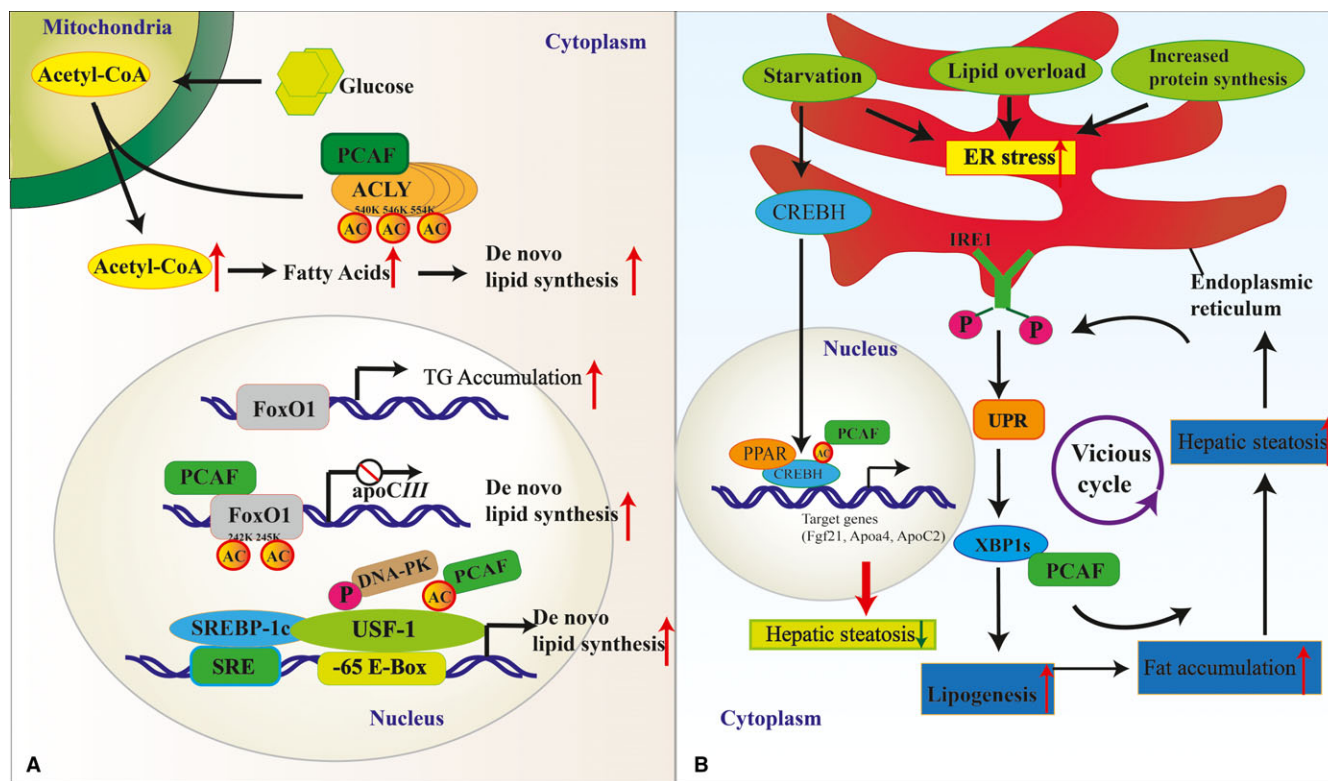 Mitochondria
Cytoplasm
Acetyl-CoA
Glucose
PCAF
ACLY
540K 546K 554K
AC AC AC
Acetyl-CoA
Fatty Acids
De novo
lipid synthesis
FoxO1
TG Accumulation
PCAF
FoxO1
242K 245K
AC AC
apoCIII
De novo
lipid synthesis
P
DNA-PK
AC
PCAF
SREBP-1c
USF-1
SRE
-65 E-Box
De novo
lipid synthesis
Nucleus
A
Starvation
Lipid overload
Increased
protein synthesis
ER stress
CREBH
IRE1
P P
Endoplasmic
reticulum
Nucleus
PPAR
CREBH
AC
PCAF
Target genes
(Fgf21, Apoa4, ApoC2)
Hepatic steatosis
UPR
XBP1s
PCAF
Vicious
cycle
Hepatic steatosis
Lipogenesis
Fat accumulation
Cytoplasm
B